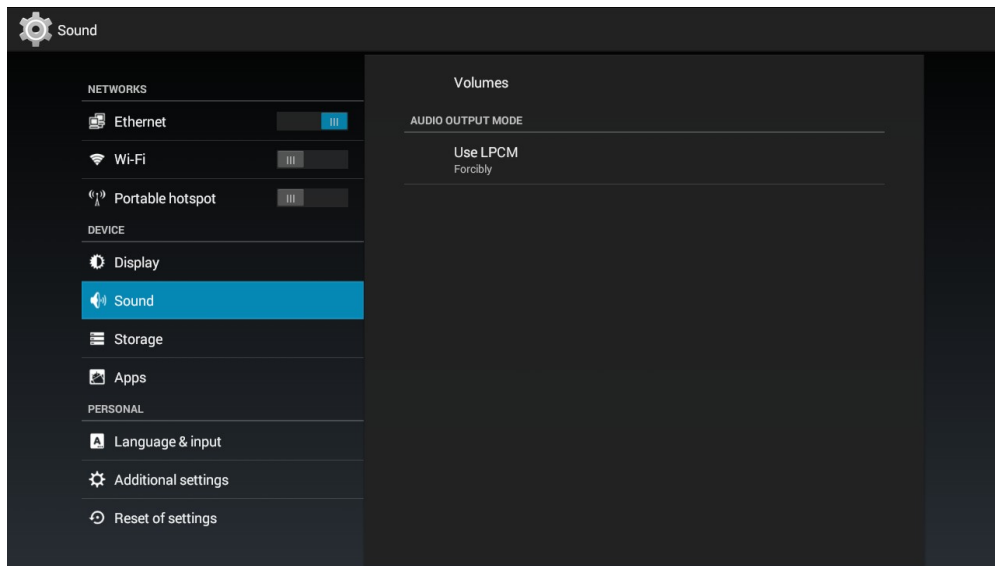 Sound
NETWORKS
Ethernet
Wi-Fi
Portable hotspot
DEVICE
Display
Sound
Storage
Apps
PERSONAL
Language & input
Additional settings
Reset of settings
Volumes
AUDIO OUTPUT MODE
Use LPCM
Forcibly